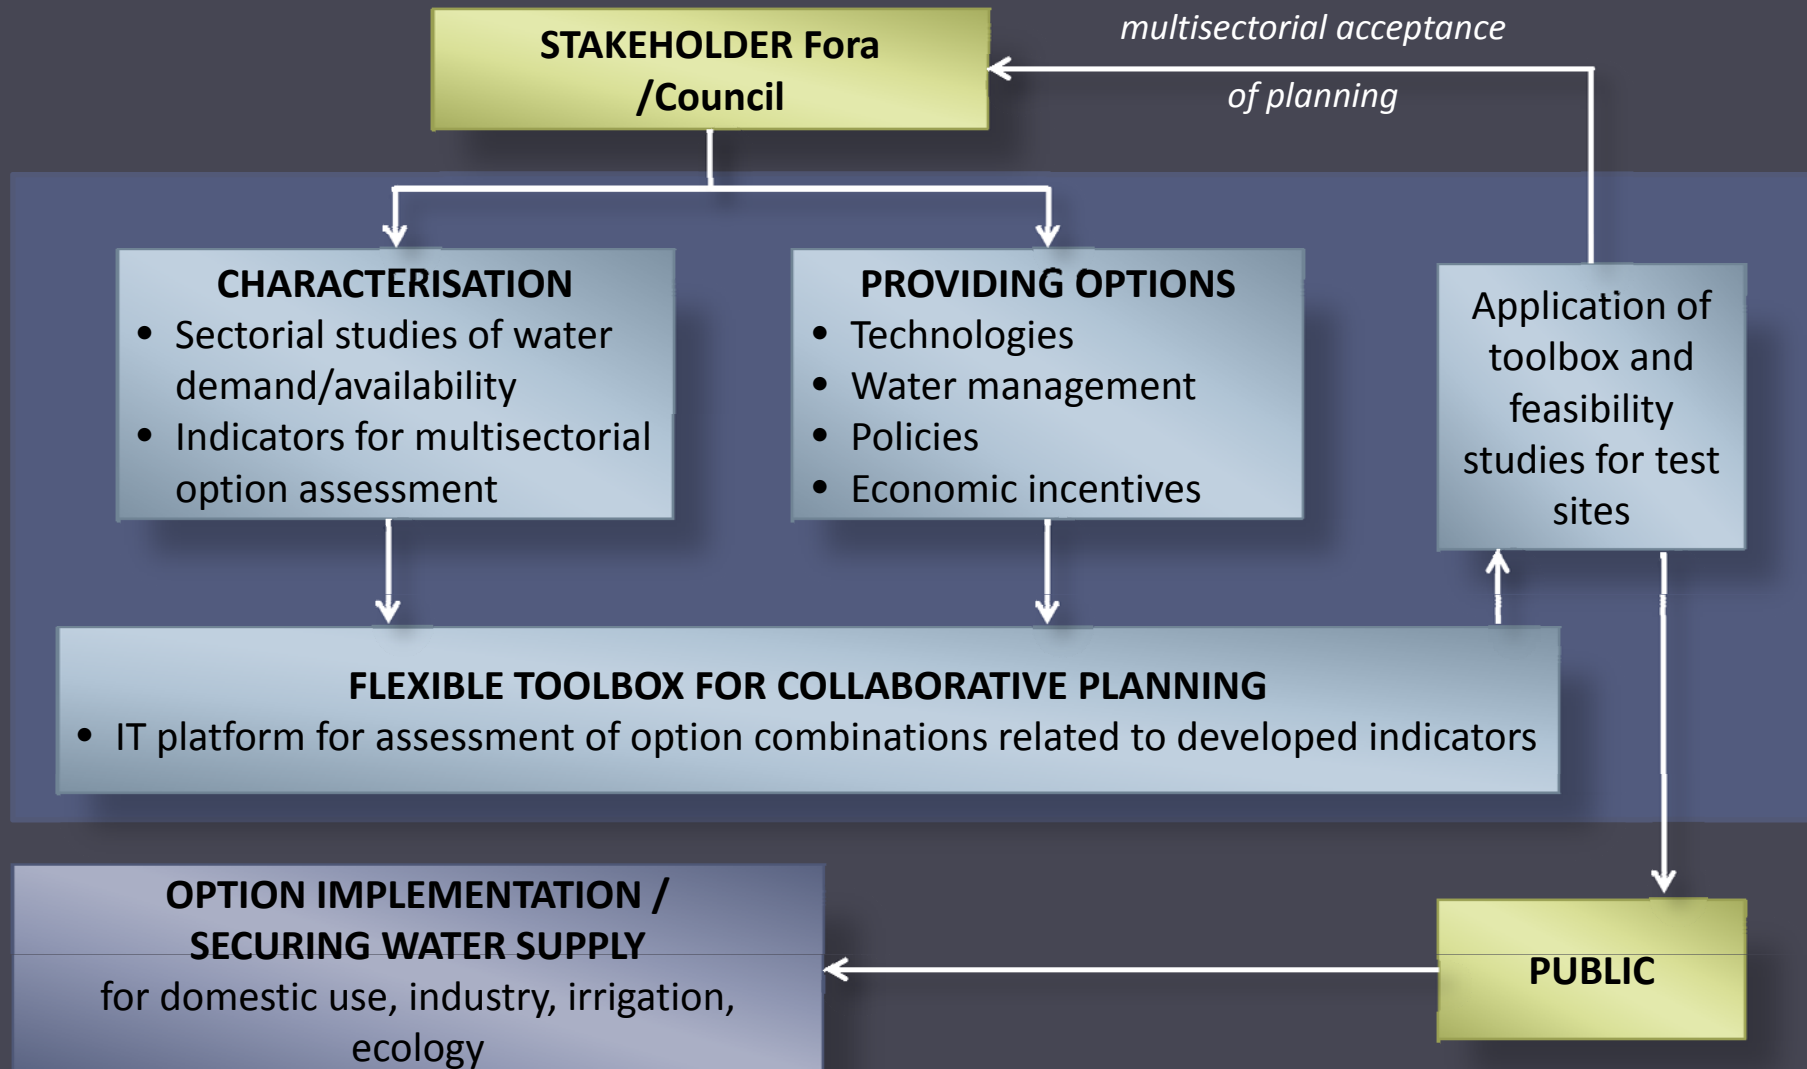 STAKEHOLDER Fora
/Council
multisectorial acceptance
of planning
CHARACTERISATION
• Sectorial studies of water
demand/availability
• Indicators for multisectorial
option assessment
PROVIDING OPTIONS
• Technologies
• Water management
• Policies
• Economic incentives
Application of
toolbox and
feasibility
studies for test
sites
FLEXIBLE TOOLBOX FOR COLLABORATIVE PLANNING
• IT platform for assessment of option combinations related to developed indicators
OPTION IMPLEMENTATION /
SECURING WATER SUPPLY
for domestic use, industry, irrigation,
ecology
PUBLIC